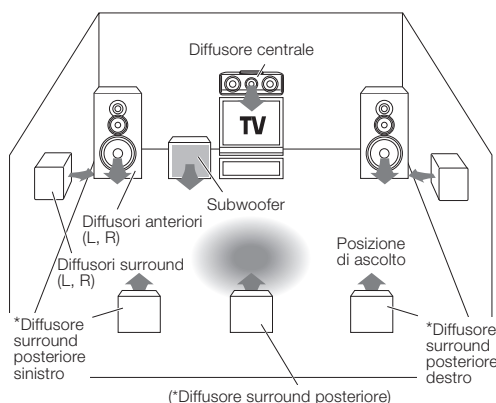 Diffusore centrale
TV
Subwoofer
Diffusori anteriori
(L, R)
Diffusori surround
(L, R)
Posizione
di ascolto
*Diffusore
surround
posteriore
sinistro
*Diffusore
surround
posteriore
destro
(*Diffusore surround posteriore)